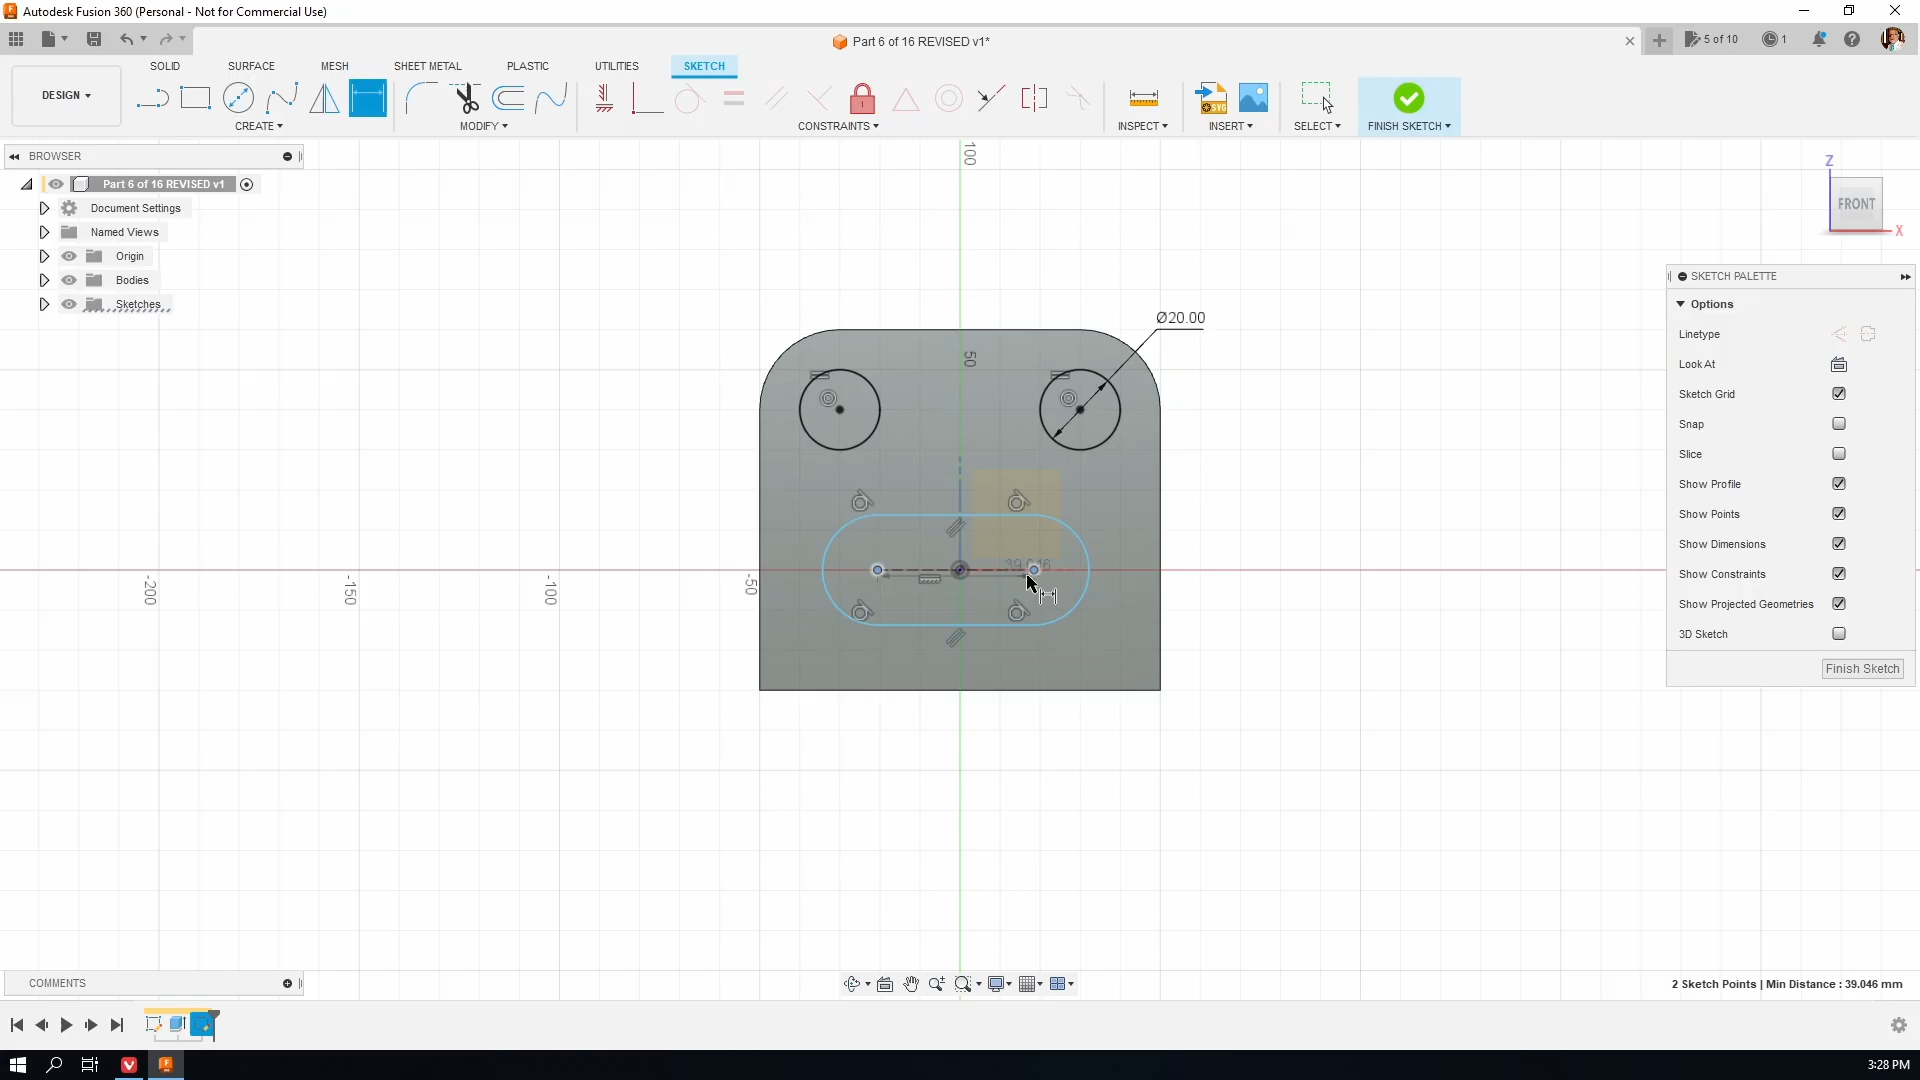 Autodesk Fusion 360 (Personal - Not for Commercial Use)
Part 6 of 16 REVISED v1*
5 of 10
1
DESIGN
SOLID
SURFACE
MESH
SHEET METAL
PLASTIC
UTILITIES
SKETCH
CREATE
MODIFY
CONSTRAINTS
INSPECT
INSERT
SELECT
FINISH SKETCH
BROWSER
Part 6 of 16 REVISED v1
Document Settings
Named Views
Origin
Bodies
Sketches
100
50
Ø20.00
39.046
-200
-150
-100
-50
Z
FRONT
X
SKETCH PALETTE
Options
Linetype
Look At
Sketch Grid
Snap
Slice
Show Profile
Show Points
Show Dimensions
Show Constraints
Show Projected Geometries
3D Sketch
Finish Sketch
COMMENTS
2 Sketch Points | Min Distance : 39.046 mm
3:28 PM